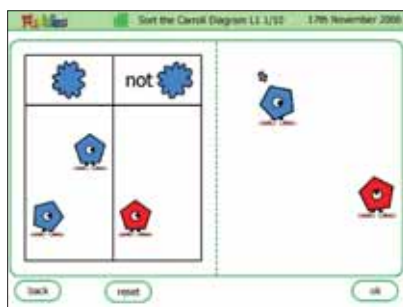 Sort the Carroll Diagram L1 1/10
17th November 2008
not
back
reset
ok